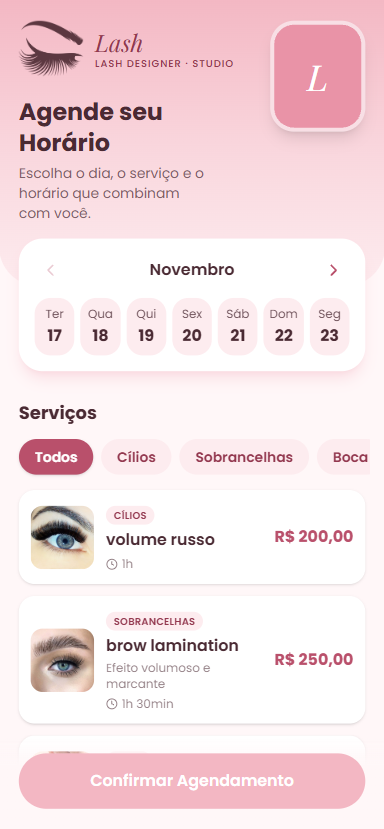 Lash
LASH DESIGNER · STUDIO
L
Agende seu
Horário
Escolha o dia, o serviço e o
horário que combinam
com você.
Novembro
Ter Qua Qui Sex Sáb Dom Seg
17 18 19 20 21 22 23
Serviços
Todos Cílios Sobrancelhas Boca
CÍLIOS
volume russo
R$ 200,00
1h
SOBRANCELHAS
brow lamination
R$ 250,00
Efeito volumoso e
marcante
1h 30min
Confirmar Agendamento